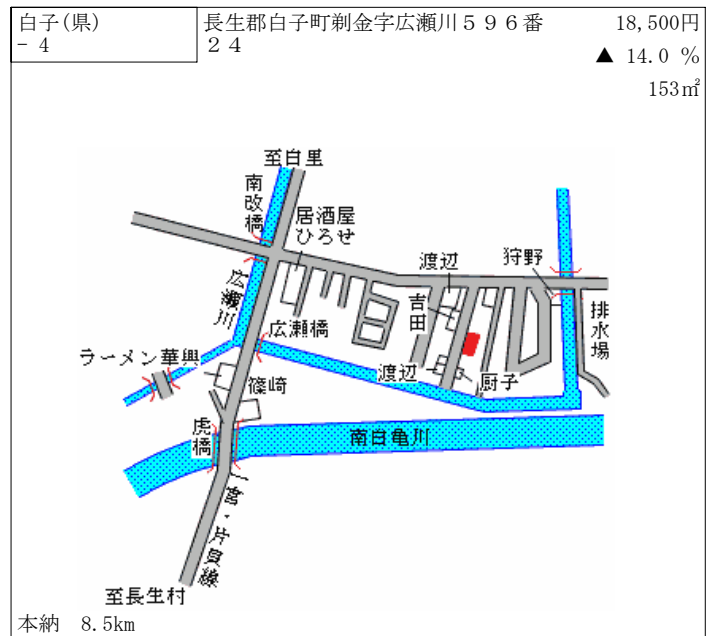 白子(県)
- 4
長生郡白子町剃金字広瀬川５９６番
２４
18,500円
▲ 14.0 %
153㎡
至白里
南改橋
居酒屋
ひろせ
渡辺
狩野
広瀬川
吉田
排水場
広瀬橋
ラーメン華興
渡辺
厨子
篠崎
虎橋
南白亀川
一宮・片貝線
至長生村
本納 8.5km